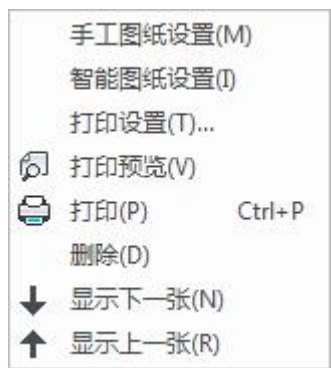 手工图纸设置(M)
智能图纸设置(I)
打印设置(T)...
打印预览(V)
打印(P) Ctrl+P
删除(D)
显示下一张(N)
显示上一张(R)